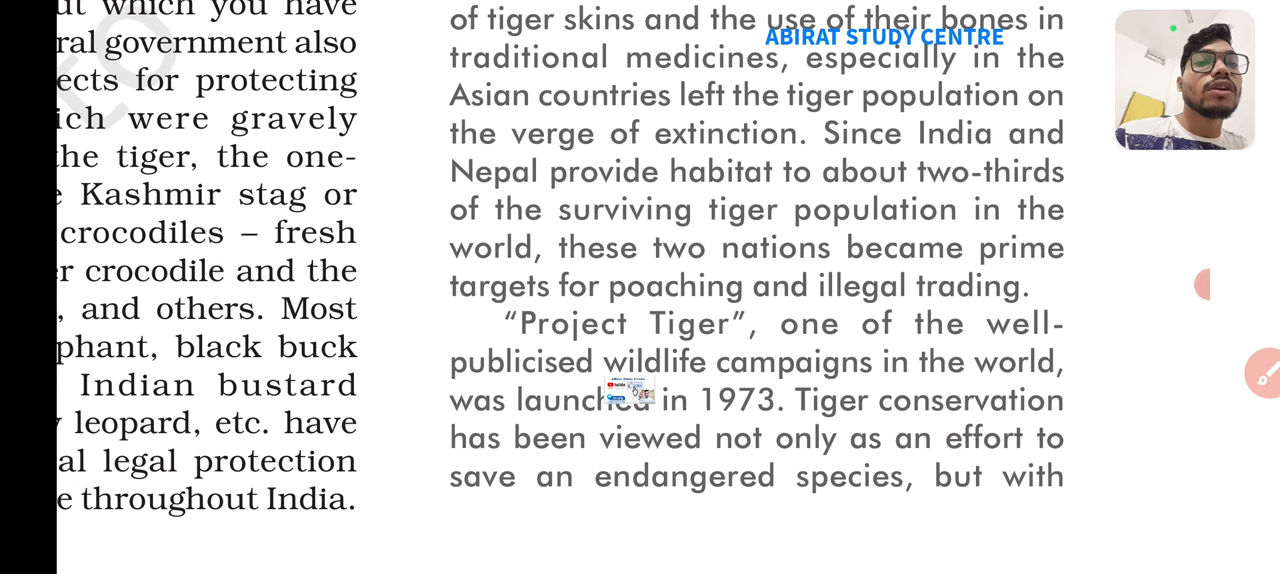 ut which you have
ral government also
ects for protecting
ich were gravely
the tiger, the one-
e Kashmir stag or
crocodiles – fresh
er crocodile and the
, and others. Most
phant, black buck
Indian bustard
leopard, etc. have
al legal protection
e throughout India.
of tiger skins and the use of their bones in
ABIRAT STUDY CENTRE
traditional medicines, especially in the
Asian countries left the tiger population on
the verge of extinction. Since India and
Nepal provide habitat to about two-thirds
of the surviving tiger population in the
world, these two nations became prime
targets for poaching and illegal trading.
“Project Tiger”, one of the well-
publicised wildlife campaigns in the world,
was launched in 1973. Tiger conservation
has been viewed not only as an effort to
save an endangered species, but with